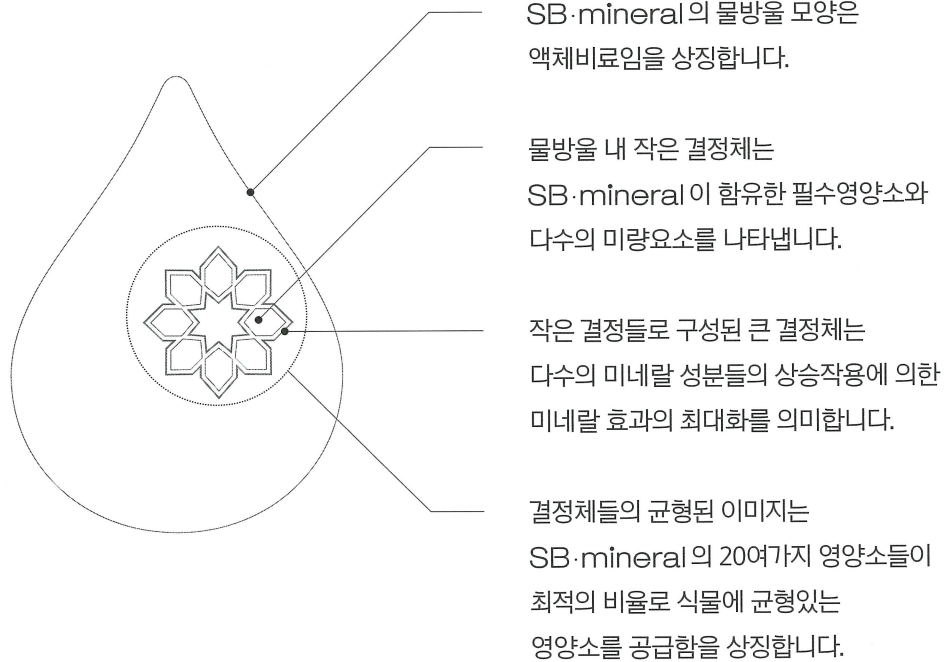 SB·mineral의 물방울 모양은
액체비료임을 상징합니다.
물방울 내 작은 결정체는
SB·mineral이 함유한 필수영양소와
다수의 미량요소를 나타냅니다.
작은 결정들로 구성된 큰 결정체는
다수의 미네랄 성분들의 상승작용에 의한
미네랄 효과의 최대화를 의미합니다.
결정체들의 균형된 이미지는
SB·mineral의 20여가지 영양소들이
최적의 비율로 식물에 균형있는
영양소를 공급함을 상징합니다.